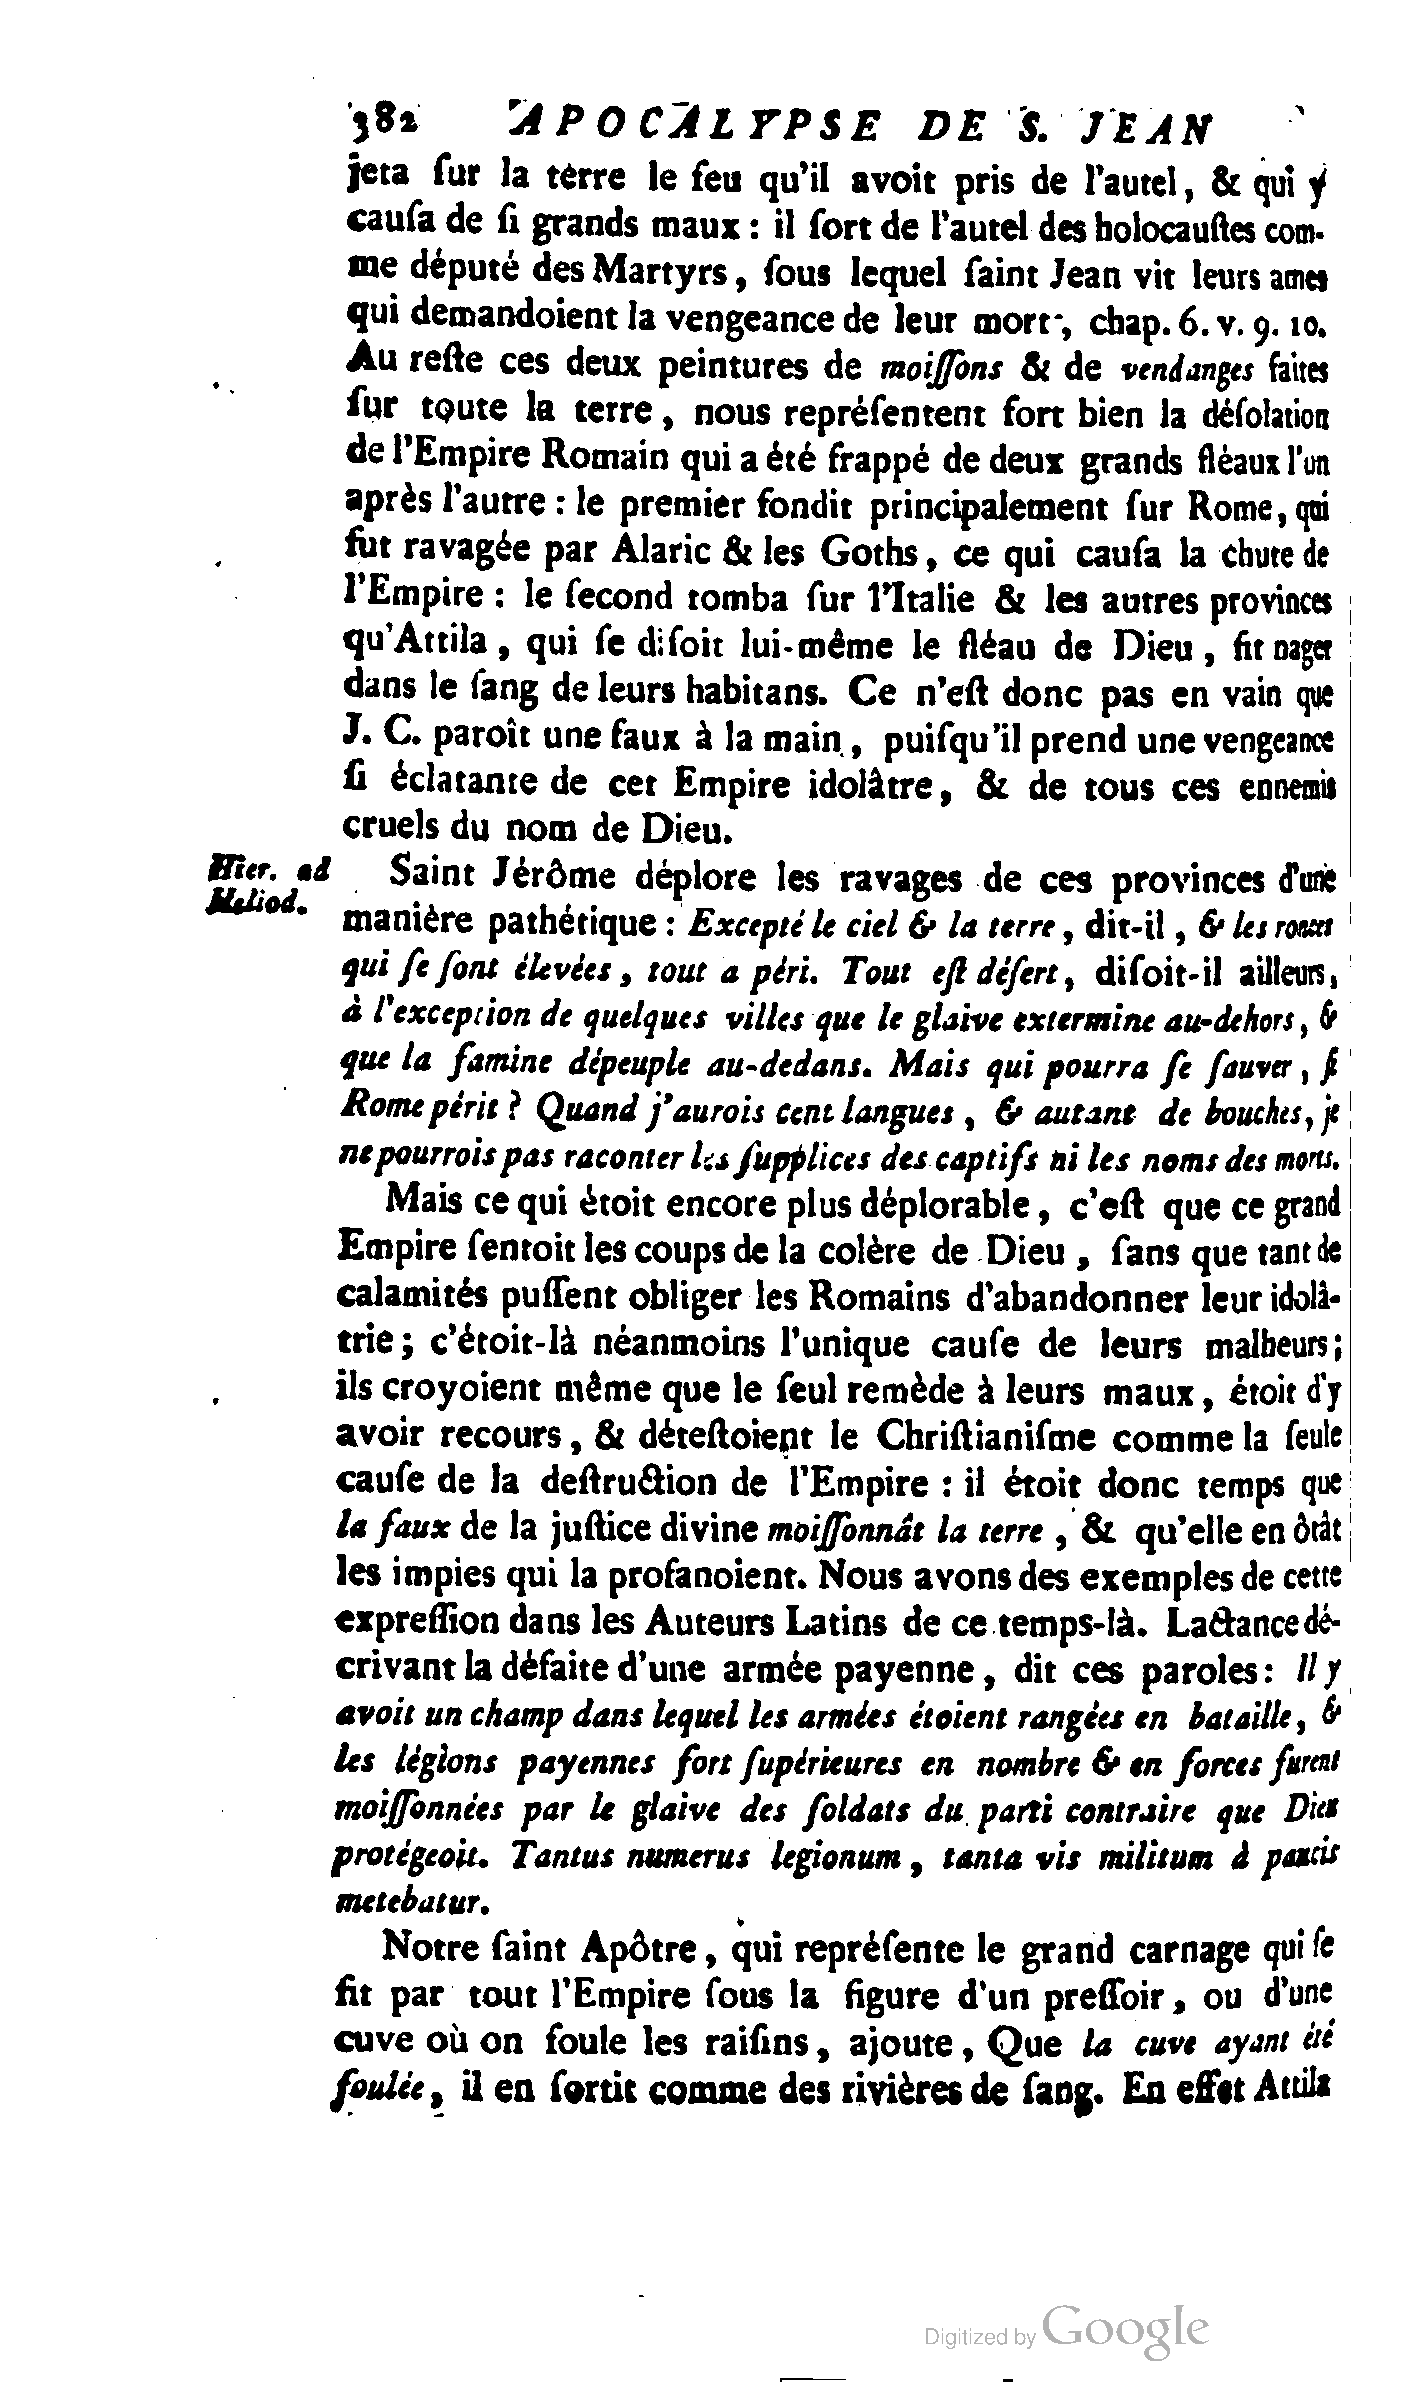 382 APOCALYPSE DE S. JEAN
jeta ſur la terre le feu qu'il avoit pris de l'autel, & qui y
cauſa de ſi grands maux : il ſort de l'autel des holocauſtes com-
me député des Martyrs, ſous lequel ſaint Jean vit leurs ames
qui demandoient la vengeance de leur mort, chap. 6. v. 9. 10.
Au reſte ces deux peintures de moiſſons & de vendanges faites
ſur toute la terre, nous repréſentent fort bien la déſolation
de l'Empire Romain qui a été frappé de deux grands fléaux l'un
après l'autre : le premier fondit principalement ſur Rome, qui
fut ravagée par Alaric & les Goths, ce qui cauſa la chute de
l'Empire : le ſecond tomba ſur l'Italie & les autres provinces
qu'Attila, qui ſe diſoit lui-même le fléau de Dieu, fit nager
dans le ſang de leurs habitans. Ce n'eſt donc pas en vain que
J. C. paroît une faux à la main, puiſqu'il prend une vengeance
ſi éclatante de cet Empire idolâtre, & de tous ces ennemis
cruels du nom de Dieu.
Hier. ad
Heliod.
Saint Jérôme déplore les ravages de ces provinces d'une
manière pathétique : Excepté le ciel & la terre, dit-il, & les ronces
qui ſe ſont élevées, tout a péri. Tout eſt déſert, diſoit-il ailleurs,
à l'exception de quelques villes que le glaive extermine au-dehors, &
que la famine dépeuple au-dedans. Mais qui pourra ſe ſauver, ſi
Rome périt ? Quand j'aurois cent langues, & autant de bouches, je
ne pourrois pas raconter les ſupplices des captifs ni les noms des morts.
Mais ce qui étoit encore plus déplorable, c'eſt que ce grand
Empire ſentoit les coups de la colère de Dieu, ſans que tant de
calamités puſſent obliger les Romains d'abandonner leur idolâ-
trie; c'étoit-là néanmoins l'unique cauſe de leurs malheurs;
ils croyoient même que le ſeul remède à leurs maux, étoit d'y
avoir recours, & déteſtoient le Chriſtianiſme comme la ſeule
cauſe de la deſtruction de l'Empire : il étoit donc temps que
la faux de la juſtice divine moiſſonnât la terre, & qu'elle en ôtât
les impies qui la profanoient. Nous avons des exemples de cette
expreſſion dans les Auteurs Latins de ce temps-là. Lactance dé-
crivant la défaite d'une armée payenne, dit ces paroles: Il y
avoit un champ dans lequel les armées étoient rangées en bataille, &
les légions payennes fort ſupérieures en nombre & en forces furent
moiſſonnées par le glaive des ſoldats du parti contraire que Dieu
protégeoit. Tantus numerus legionum, tanta vis militum à paucis
metebatur.
Notre ſaint Apôtre, qui repréſente le grand carnage qui ſe
fit par tout l'Empire ſous la figure d'un preſſoir, ou d'une
cuve où on foule les raiſins, ajoute, Que la cuve ayant été
foulée, il en ſortit comme des rivières de ſang. En effet Attila
Digitized by Google